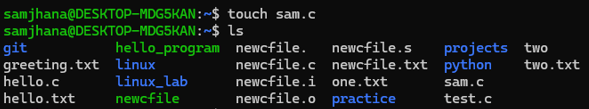 samjhana@DESKTOP-MDG5KAN:~$ touch sam.c
samjhana@DESKTOP-MDG5KAN:~$ ls
git hello_program newcfile. newcfile.s projects two
greeting.txt linux newcfile.c newcfile.txt python two.txt
hello.c linux_lab newcfile.i one.txt sam.c
hello.txt newcfile newcfile.o practice test.c